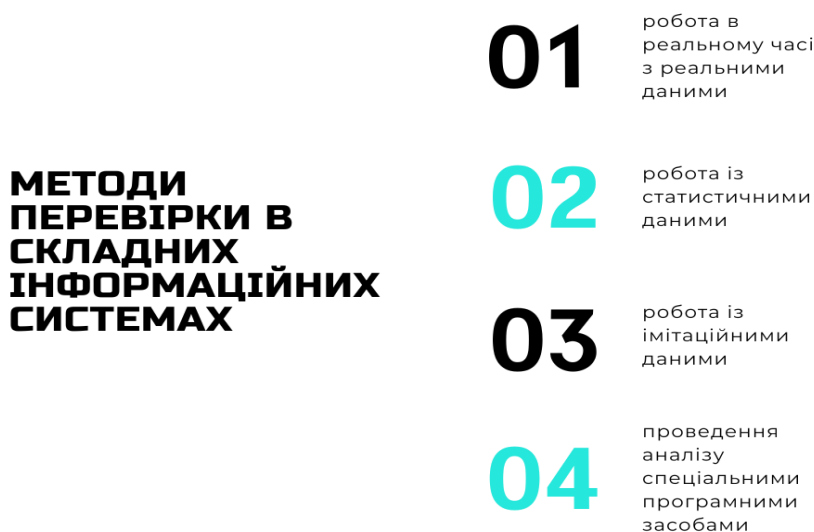 МЕТОДИ
ПЕРЕВІРКИ В
СКЛАДНИХ
ІНФОРМАЦІЙНИХ
СИСТЕМАХ
01
робота в
реальному часі
з реальними
даними
02
робота із
статистичними
даними
03
робота із
імітаційними
даними
04
проведення
аналізу
спеціальними
програмними
засобами